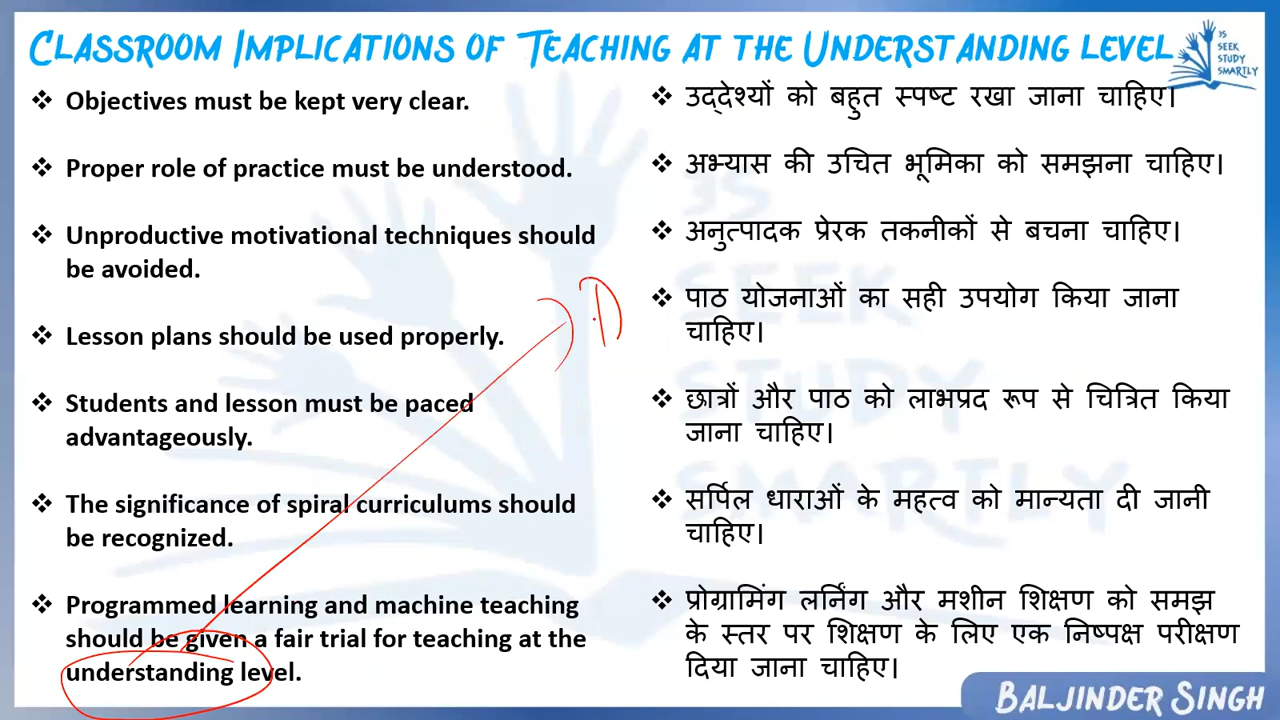 CLASSROOM IMPLICATIONS OF TEACHING AT THE UNDERSTANDING LEVEL
3S
SEEK
STUDY
SMARTLY
❖ Objectives must be kept very clear.
❖ Proper role of practice must be understood.
❖ Unproductive motivational techniques should
be avoided.
❖ Lesson plans should be used properly.
❖ Students and lesson must be paced
advantageously.
❖ The significance of spiral curriculums should
be recognized.
❖ Programmed learning and machine teaching
should be given a fair trial for teaching at the
understanding level.
❖ उद्देश्यों को बहुत स्पष्ट रखा जाना चाहिए।
❖ अभ्यास की उचित भूमिका को समझना चाहिए।
❖ अनुत्पादक प्रेरक तकनीकों से बचना चाहिए।
❖ पाठ योजनाओं का सही उपयोग किया जाना
चाहिए।
❖ छात्रों और पाठ को लाभप्रद रूप से चित्रित किया
जाना चाहिए।
❖ सर्पिल धाराओं के महत्व को मान्यता दी जानी
चाहिए।
❖ प्रोग्रामिंग लर्निंग और मशीन शिक्षण को समझ
के स्तर पर शिक्षण के लिए एक निष्पक्ष परीक्षण
दिया जाना चाहिए।
3S
SEEK
STUDY
SMARTLY
BALJINDER SINGH